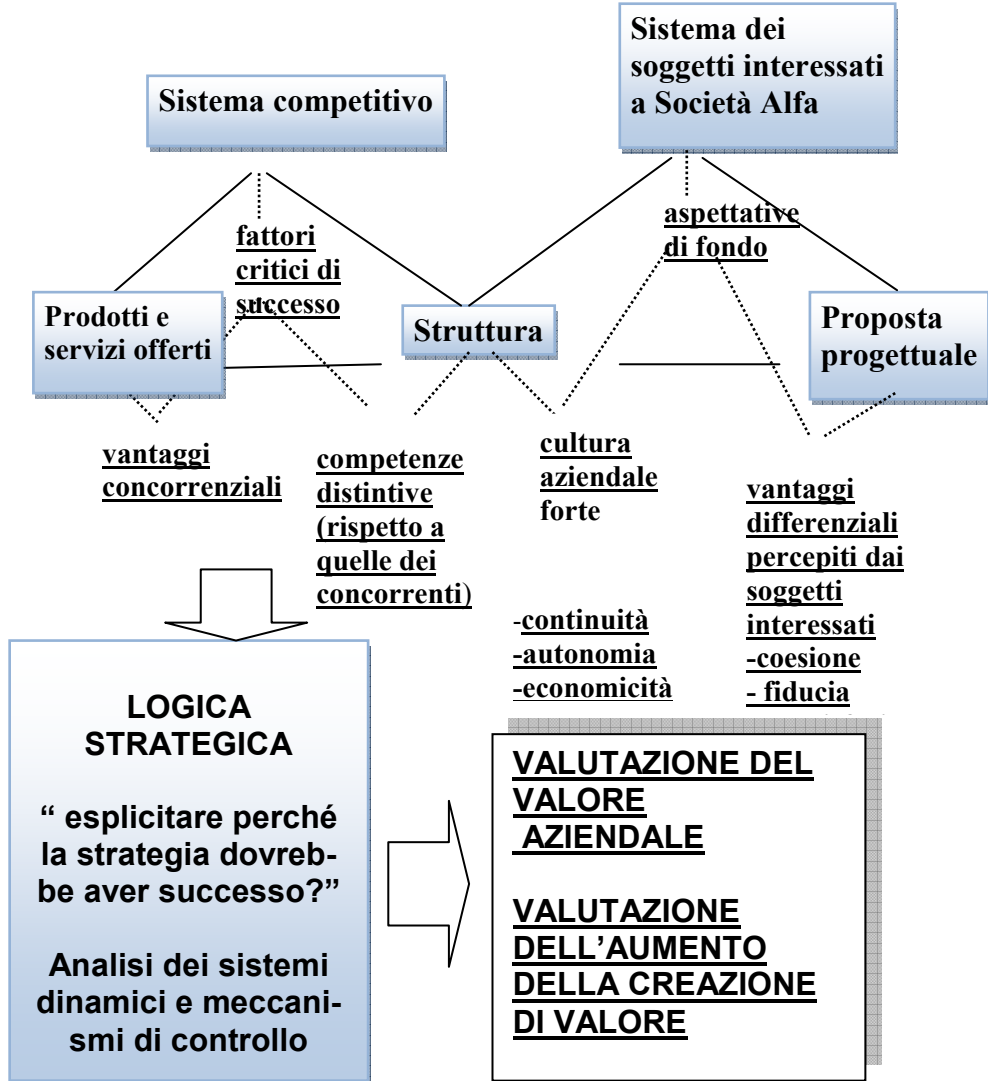 Sistema competitivo
Sistema dei
soggetti interessati
a Società Alfa
fattori
critici di
successo
aspettative
di fondo
Prodotti e
servizi offerti
Struttura
Proposta
progettuale
vantaggi
concorrenziali
competenze
distintive
(rispetto a
quelle dei
concorrenti)
cultura
aziendale
forte
-continuità
-autonomia
-economicità
vantaggi
differenziali
percepiti dai
soggetti
interessati
-coesione
- fiducia
LOGICA
STRATEGICA
“ esplicitare perché
la strategia dovreb-
be aver successo?”
Analisi dei sistemi
dinamici e meccani-
smi di controllo
VALUTAZIONE DEL
VALORE
AZIENDALE
VALUTAZIONE
DELL’AUMENTO
DELLA CREAZIONE
DI VALORE